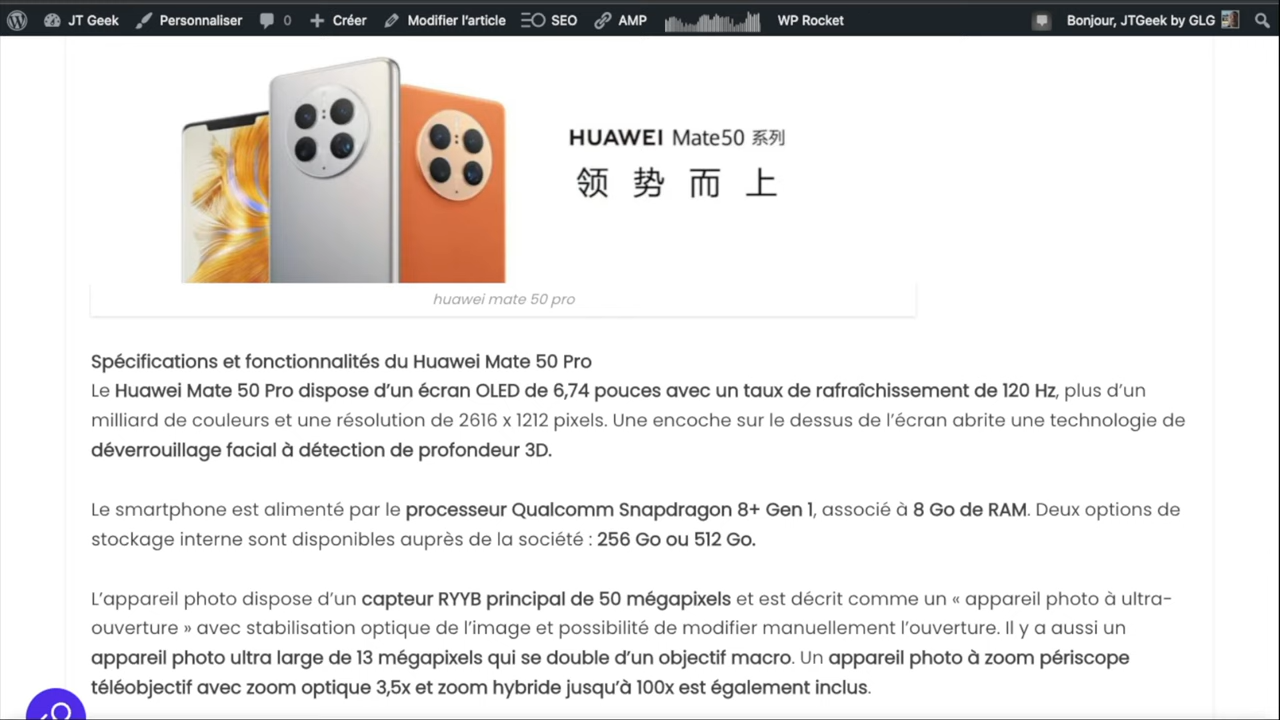 JT Geek Personnaliser 0 Créer Modifier l’article SEO AMP WP Rocket Bonjour, JTGeek by GLG
HUAWEI Mate50 系列
领势而上
huawei mate 50 pro
Spécifications et fonctionnalités du Huawei Mate 50 Pro
Le Huawei Mate 50 Pro dispose d’un écran OLED de 6,74 pouces avec un taux de rafraîchissement de 120 Hz, plus d’un
milliard de couleurs et une résolution de 2616 x 1212 pixels. Une encoche sur le dessus de l’écran abrite une technologie de
déverrouillage facial à détection de profondeur 3D.
Le smartphone est alimenté par le processeur Qualcomm Snapdragon 8+ Gen 1, associé à 8 Go de RAM. Deux options de
stockage interne sont disponibles auprès de la société : 256 Go ou 512 Go.
L’appareil photo dispose d’un capteur RYYB principal de 50 mégapixels et est décrit comme un « appareil photo à ultra-
ouverture » avec stabilisation optique de l’image et possibilité de modifier manuellement l’ouverture. Il y a aussi un
appareil photo ultra large de 13 mégapixels qui se double d’un objectif macro. Un appareil photo à zoom périscope
téléobjectif avec zoom optique 3,5x et zoom hybride jusqu’à 100x est également inclus.